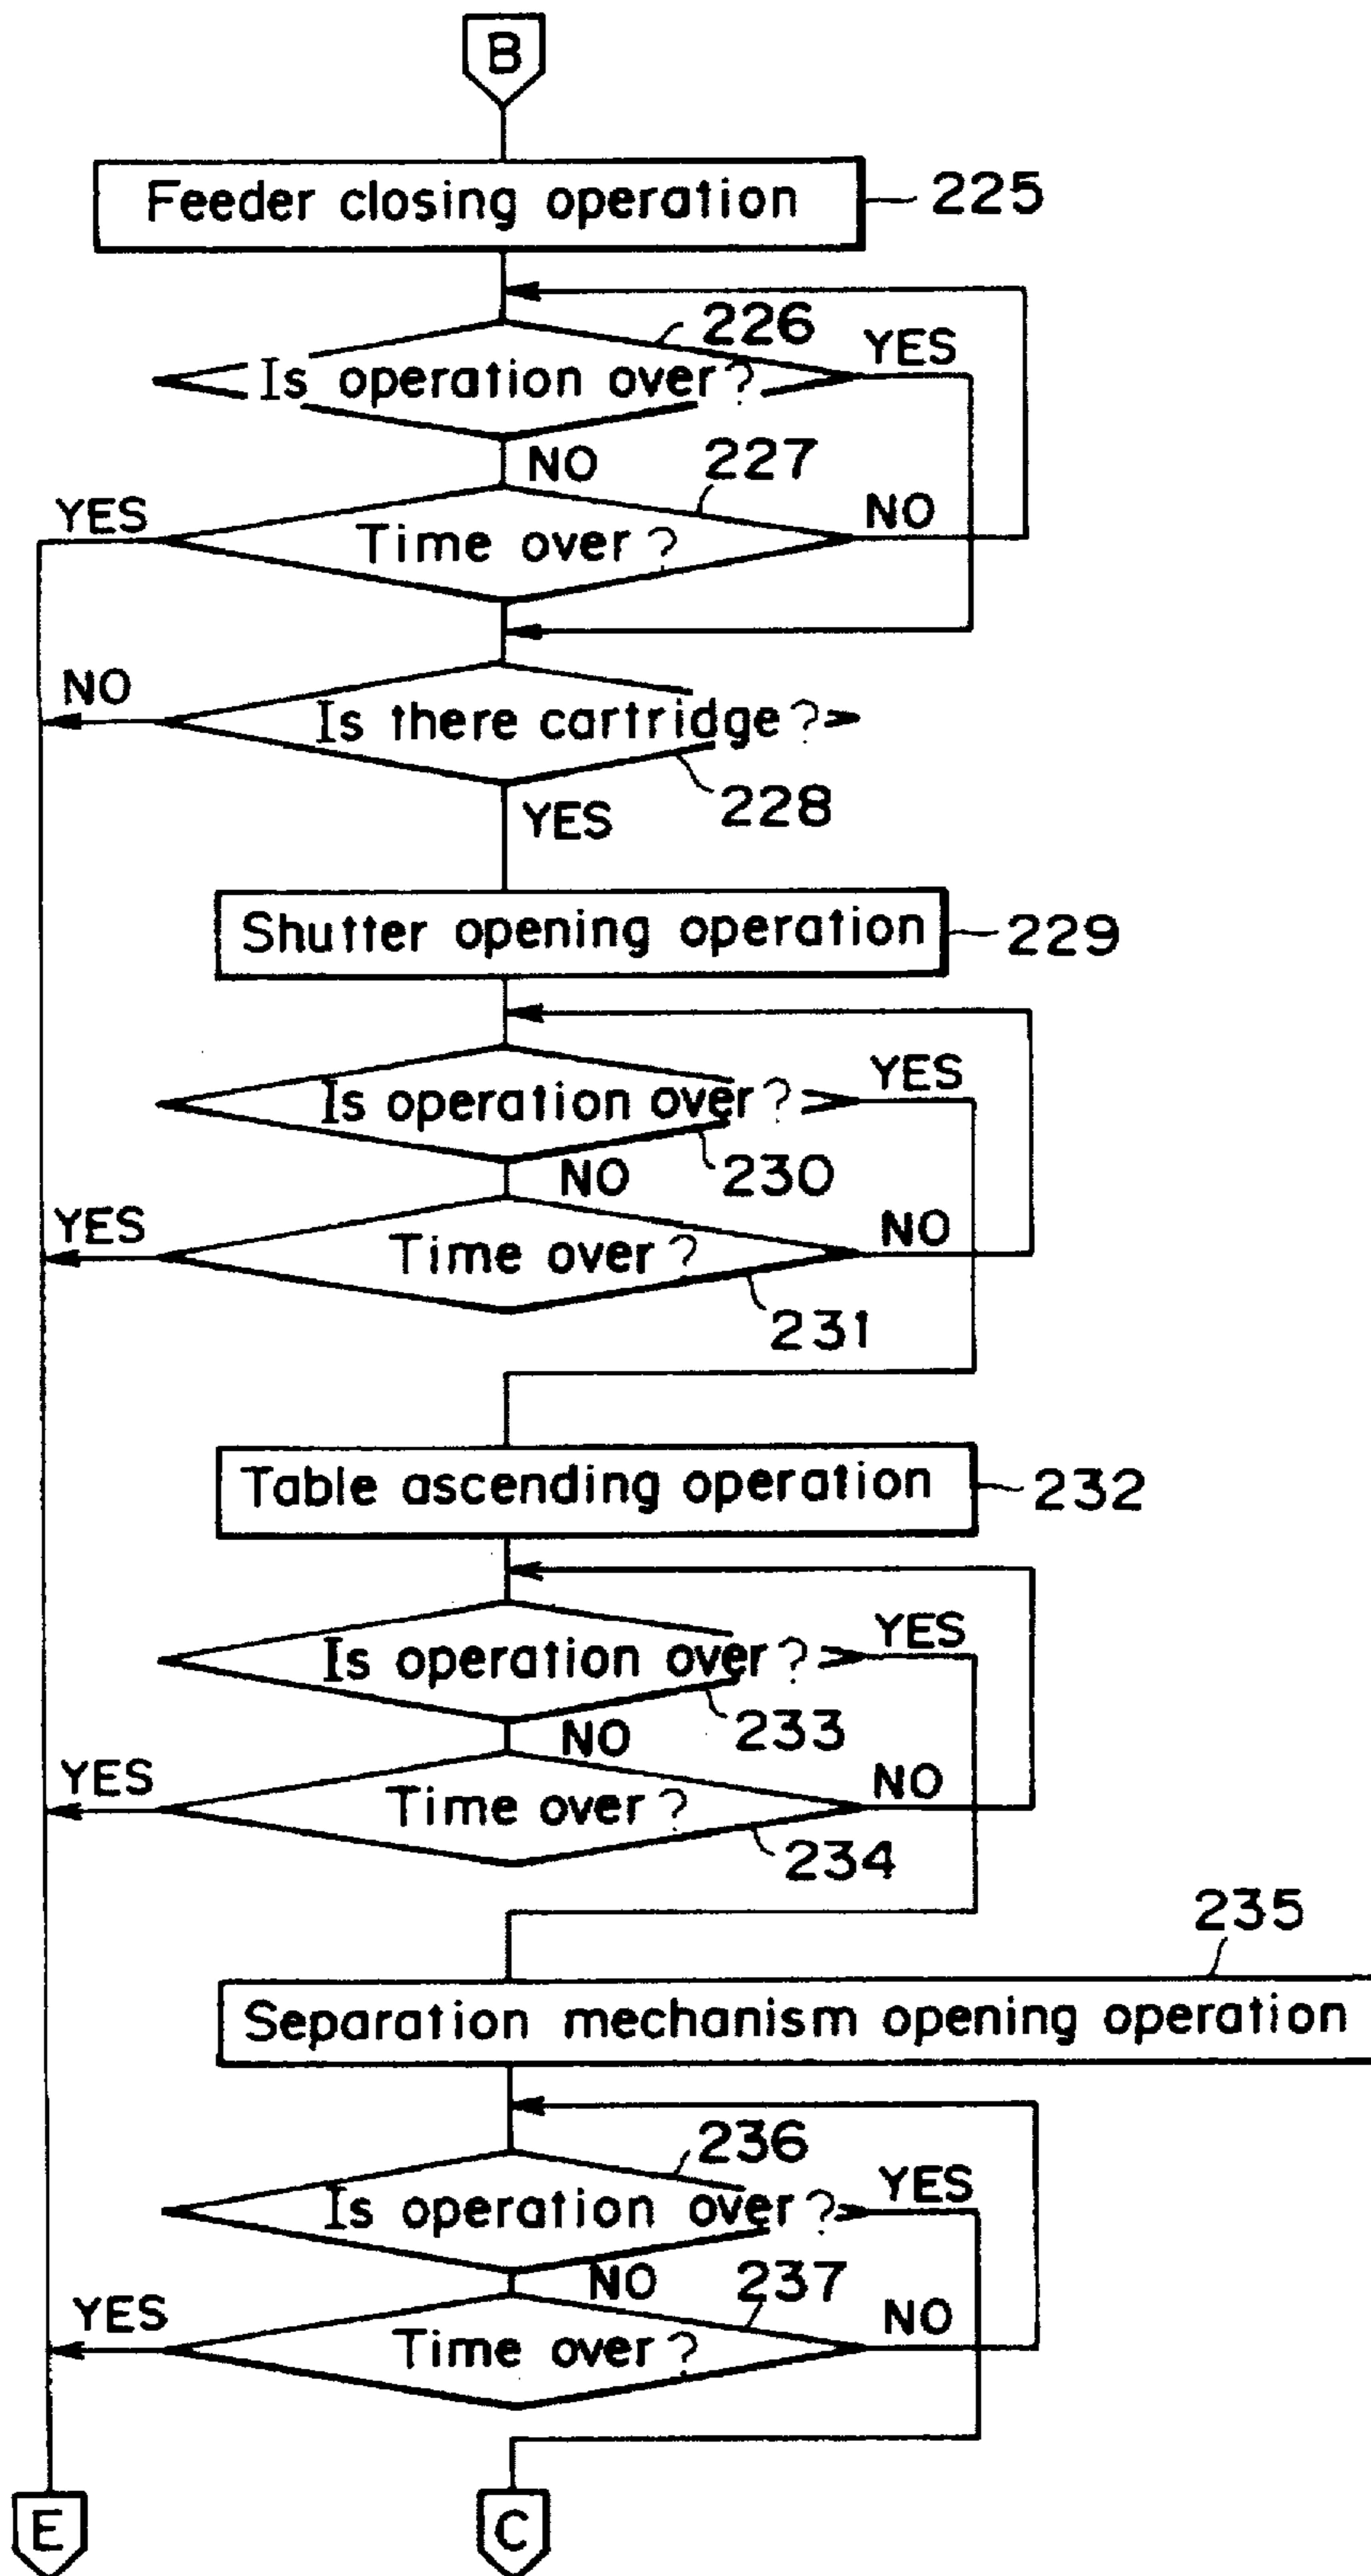 B
Feeder closing operation
225
226
YES
Is operation over?
NO
227
YES
NO
Time over?
NO
Is there cartridge?
228
YES
Shutter opening operation
229
YES
Is operation over?
NO
230
YES
NO
Time over?
231
Table ascending operation
232
YES
Is operation over?
233
NO
YES
NO
Time over?
234
235
Separation mechanism opening operation
236
YES
Is operation over?
NO
237
YES
NO
Time over?
E
C